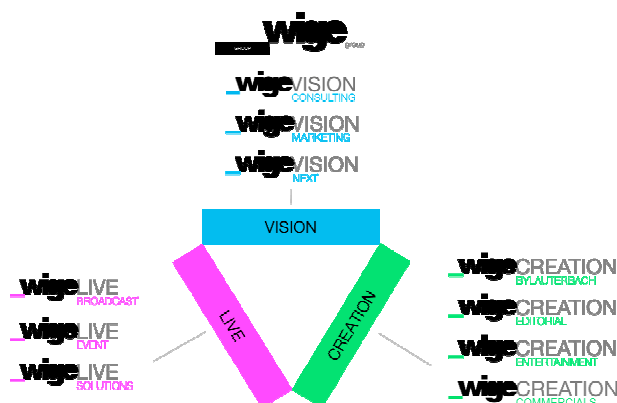 wige
GROUP group
wigeVISION
CONSULTING
wigeVISION
MARKETING
wigeVISION
NEXT
VISION
LIVE
CREATION
wigeLIVE
BROADCAST
wigeLIVE
EVENT
wigeLIVE
SOLUTIONS
wigeCREATION
BYLAUTERBACH
wigeCREATION
EDITORIAL
wigeCREATION
ENTERTAINMENT
wigeCREATION
COMMERCIALS